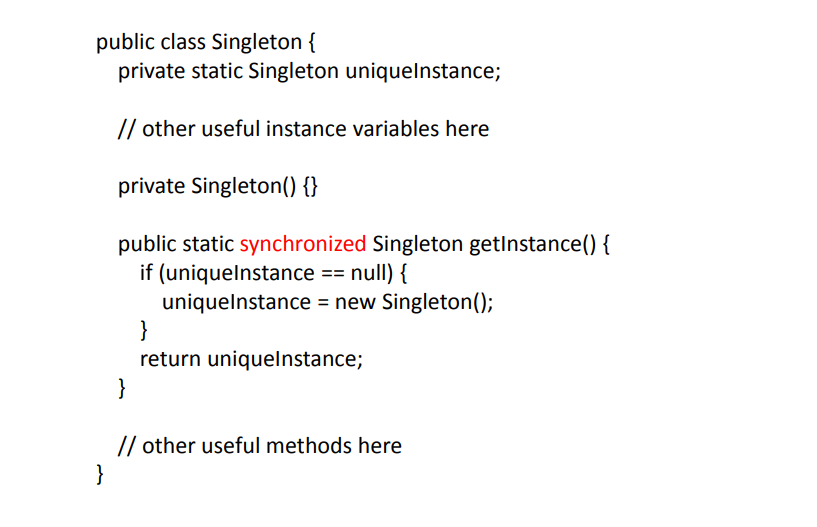 public class Singleton {
private static Singleton uniqueInstance;
// other useful instance variables here
private Singleton() {}
public static synchronized Singleton getInstance() {
if (uniqueInstance == null) {
uniqueInstance = new Singleton();
}
return uniqueInstance;
}
// other useful methods here
}